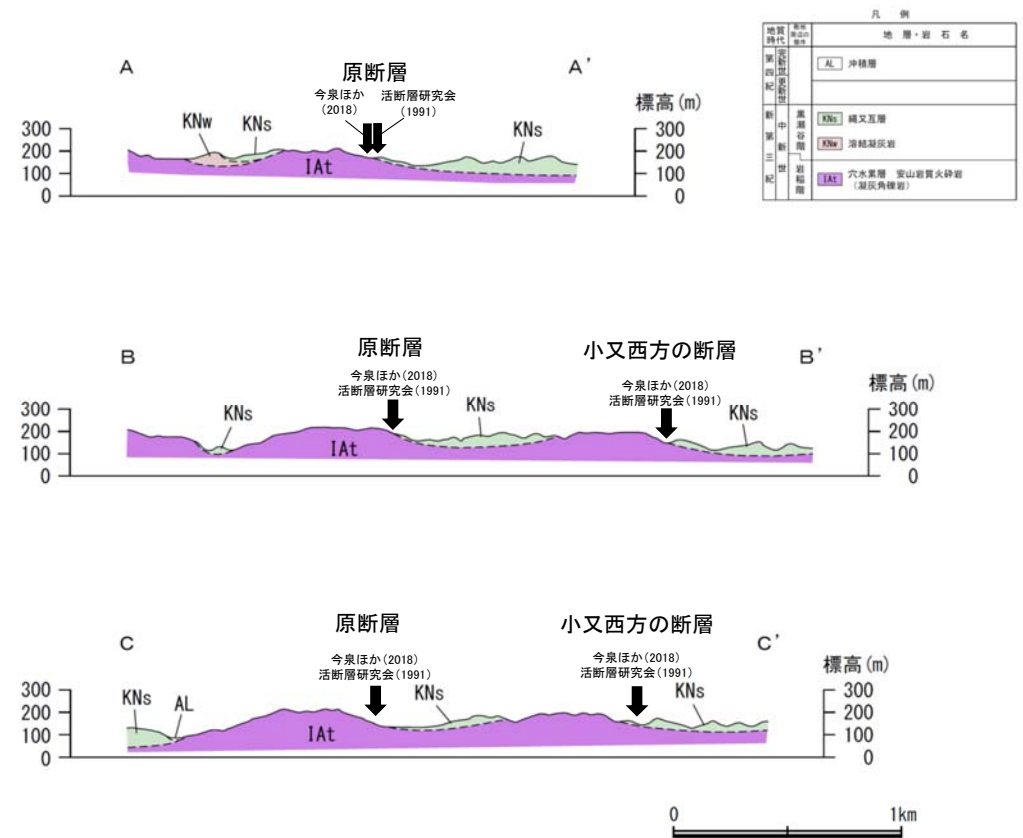 凡 例
地質時代
敷地周辺の層序
地 層・岩 石 名
第四紀
完新世
更新世
AL 沖積層
新第三紀
中新世
黒瀬谷階
岩稲階
KNs 縄又互層
KNw 溶結凝灰岩
IAt 穴水累層 安山岩質火砕岩
(凝灰角礫岩)
A
A'
原断層
今泉ほか
(2018)
活断層研究会
(1991)
標高(m)
300
200
100
0
KNw
KNs
IAt
KNs
300
200
100
0
B
B'
原断層
今泉ほか(2018)
活断層研究会(1991)
小又西方の断層
今泉ほか(2018)
活断層研究会(1991)
標高(m)
300
200
100
0
KNs
IAt
KNs
KNs
300
200
100
0
C
C'
原断層
今泉ほか(2018)
活断層研究会(1991)
小又西方の断層
今泉ほか(2018)
活断層研究会(1991)
標高(m)
300
200
100
0
KNs
AL
IAt
KNs
KNs
300
200
100
0
0
1km